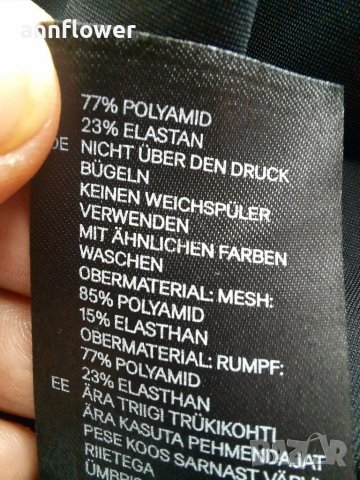 annflower
77% POLYAMID
23% ELASTAN
DE NICHT ÜBER DEN DRUCK
BÜGELN
KEINEN WEICHSPÜLER
VERWENDEN
MIT ÄHNLICHEN FARBEN
WASCHEN
OBERMATERIAL: MESH:
85% POLYAMID
15% ELASTHAN
OBERMATERIAL: RUMPF:
77% POLYAMID
23% ELASTHAN
EE ÄRA TRIIGI TRÜKIKOHTI
ÄRA KASUTA PEHMENDAJAT
PESE KOOS SARNAST VÄRVI
RIIETEGA
BAZAR